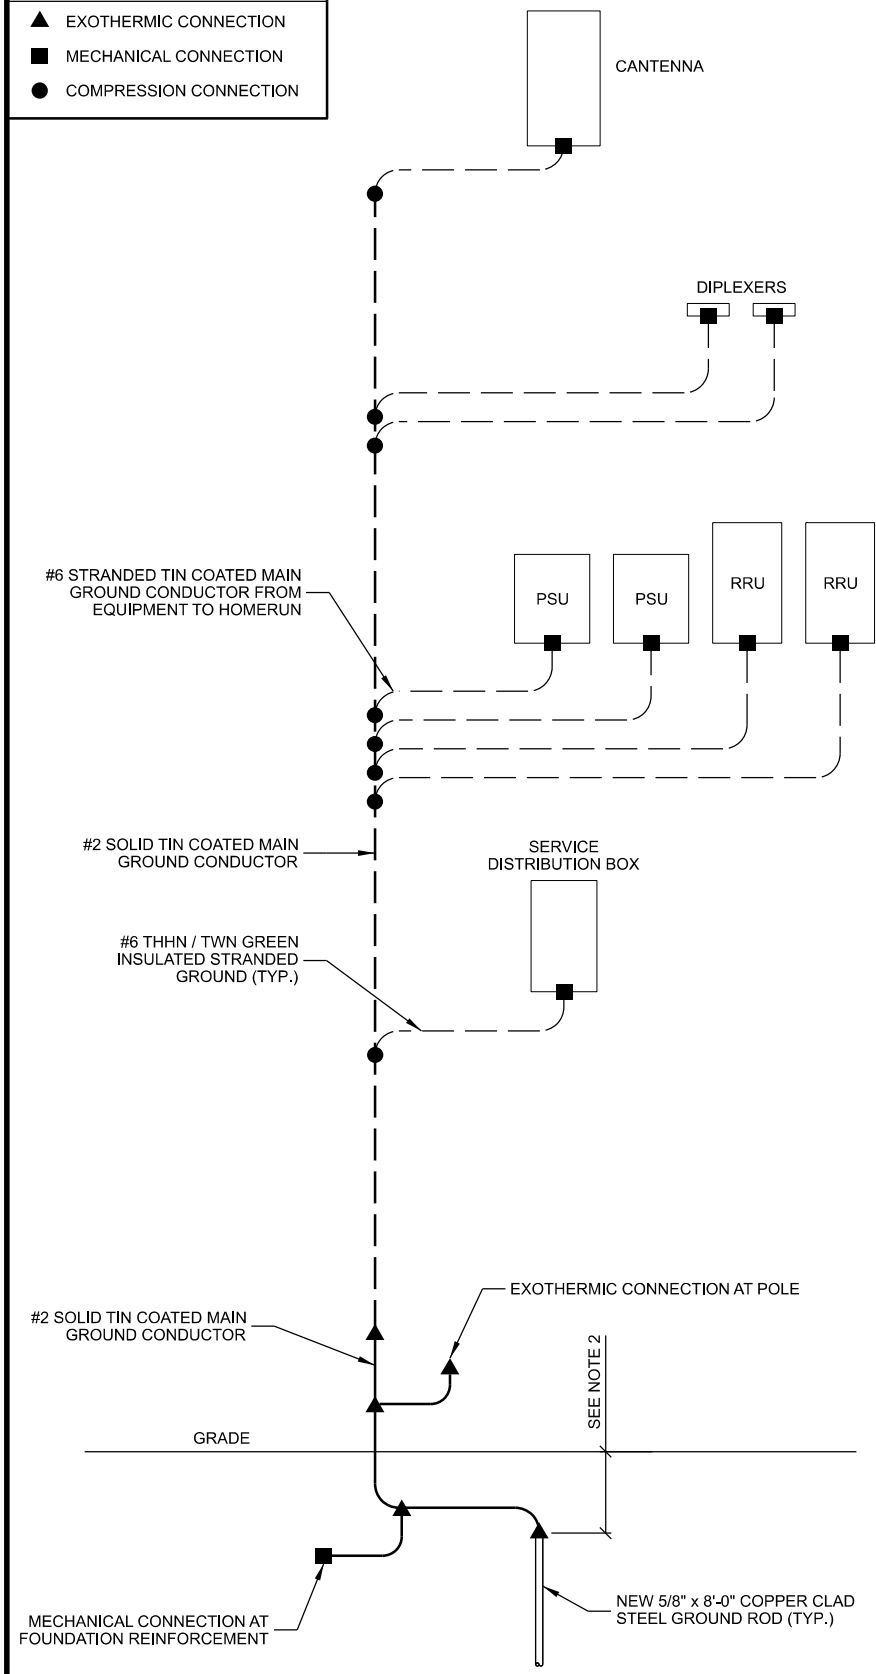 EXOTHERMIC CONNECTION
MECHANICAL CONNECTION
COMPRESSION CONNECTION
CANTENNA
DIPLEXERS
#6 STRANDED TIN COATED MAIN
GROUND CONDUCTOR FROM
EQUIPMENT TO HOMERUN
PSU
PSU
RRU
RRU
#2 SOLID TIN COATED MAIN
GROUND CONDUCTOR
SERVICE
DISTRIBUTION BOX
#6 THHN / TWN GREEN
INSULATED STRANDED
GROUND (TYP.)
EXOTHERMIC CONNECTION AT POLE
#2 SOLID TIN COATED MAIN
GROUND CONDUCTOR
SEE NOTE 2
GRADE
NEW 5/8" x 8'-0" COPPER CLAD
STEEL GROUND ROD (TYP.)
MECHANICAL CONNECTION AT
FOUNDATION REINFORCEMENT